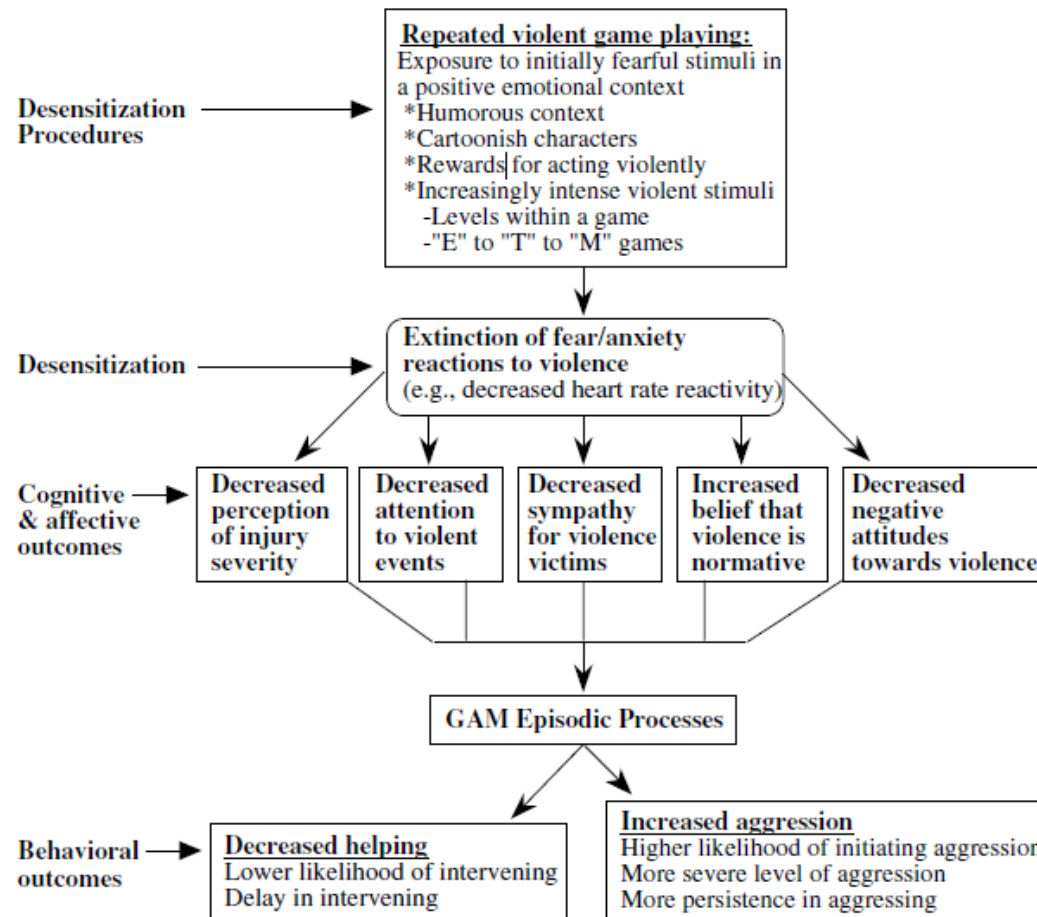 Repeated violent game playing:
Exposure to initially fearful stimuli in
a positive emotional context
*Humorous context
*Cartoonish characters
*Rewards for acting violently
*Increasingly intense violent stimuli
-Levels within a game
-"E" to "T" to "M" games
Desensitization
Procedures
Extinction of fear/anxiety
reactions to violence
(e.g., decreased heart rate reactivity)
Desensitization
Cognitive
& affective
outcomes
Decreased
perception
of injury
severity
Decreased
attention
to violent
events
Decreased
sympathy
for violence
victims
Increased
belief that
violence is
normative
Decreased
negative
attitudes
towards violence
GAM Episodic Processes
Behavioral
outcomes
Decreased helping
Lower likelihood of intervening
Delay in intervening
Increased aggression
Higher likelihood of initiating aggression
More severe level of aggression
More persistence in aggressing